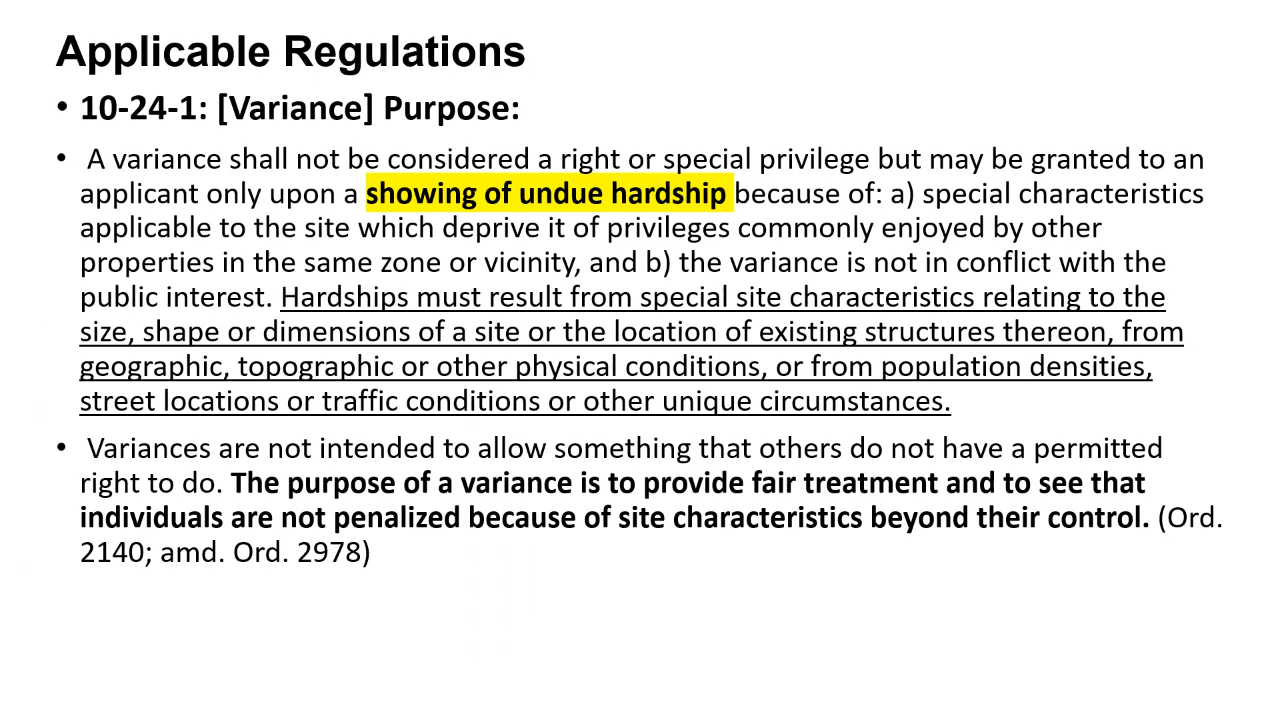 Applicable Regulations
• 10-24-1: [Variance] Purpose:
• A variance shall not be considered a right or special privilege but may be granted to an
applicant only upon a showing of undue hardship because of: a) special characteristics
applicable to the site which deprive it of privileges commonly enjoyed by other
properties in the same zone or vicinity, and b) the variance is not in conflict with the
public interest. Hardships must result from special site characteristics relating to the
size, shape or dimensions of a site or the location of existing structures thereon, from
geographic, topographic or other physical conditions, or from population densities,
street locations or traffic conditions or other unique circumstances.
• Variances are not intended to allow something that others do not have a permitted
right to do. The purpose of a variance is to provide fair treatment and to see that
individuals are not penalized because of site characteristics beyond their control. (Ord.
2140; amd. Ord. 2978)